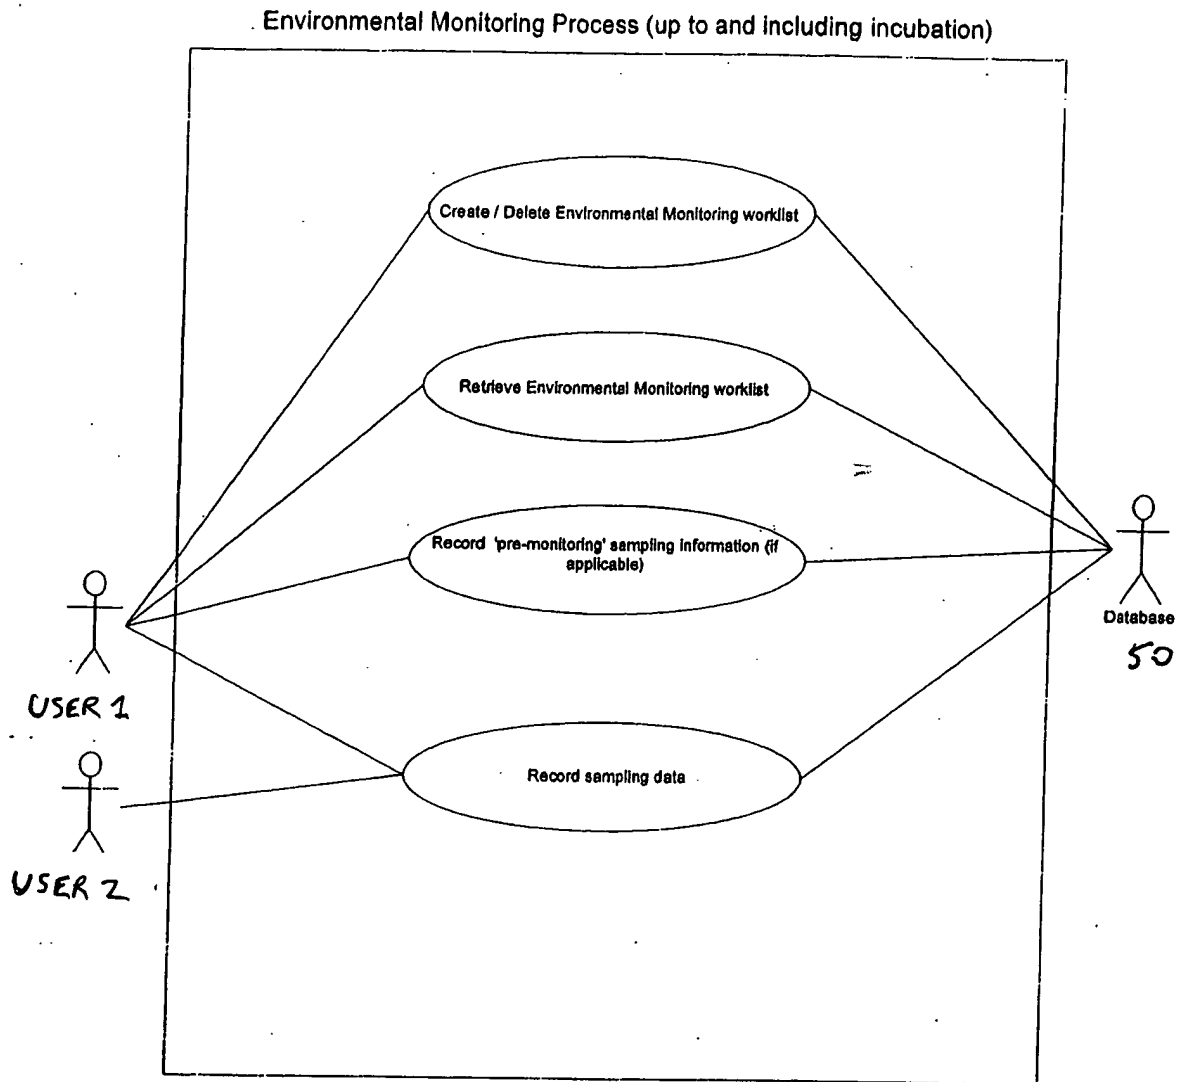 Environmental Monitoring Process (up to and including incubation)
Create / Delete Environmental Monitoring worklist
Retrieve Environmental Monitoring worklist
Record 'pre-monitoring' sampling information (if
applicable)
Database
50
USER 1
Record sampling data
USER 2